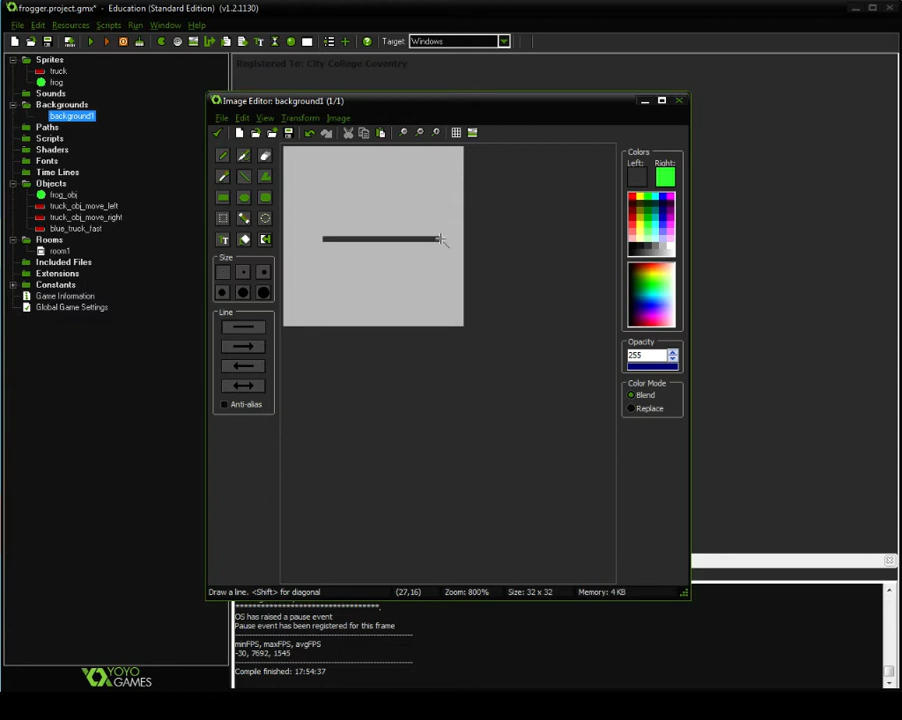 frogger.project.gmx* - Education (Standard Edition) (v1.2.1130)
File Edit Resources Scripts Run Window Help
Target: Windows
Registered To: City College Coventry
Sprites
truck
frog
Sounds
Backgrounds
background1
Paths
Scripts
Shaders
Fonts
Time Lines
Objects
frog_obj
truck_obj_move_left
truck_obj_move_right
blue_truck_fast
Rooms
room1
Included Files
Extensions
Constants
Game Information
Global Game Settings
YOYO
GAMES
Image Editor: background1 (1/1)
File Edit View Transform Image
Size
Line
Anti-alias
Colors
Left: Right:
Opacity
255
Color Mode
Blend
Replace
Draw a line. <Shift> for diagonal (27,16) Zoom: 800% Size: 32 x 32 Memory: 4 KB
***********************************.
OS has raised a pause event
Pause event has been registered for this frame
minFPS, maxFPS, avgFPS
-30, 7692, 1545
Compile finished: 17:54:37